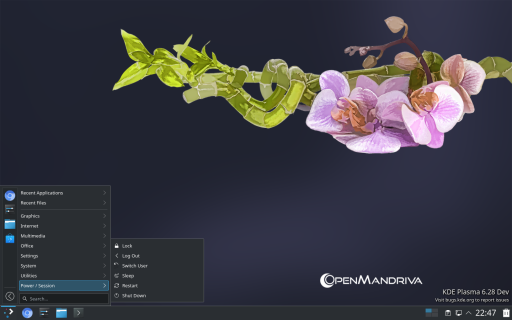 Recent Applications
Recent Files
Graphics
Internet
Multimedia
Office
Settings
System
Utilities
Power / Session
Search...
Lock
Log Out
Switch User
Sleep
Restart
Shut Down
OpenMandriva
KDE Plasma 6.28 Dev
Visit bugs.kde.org to report issues
22:47